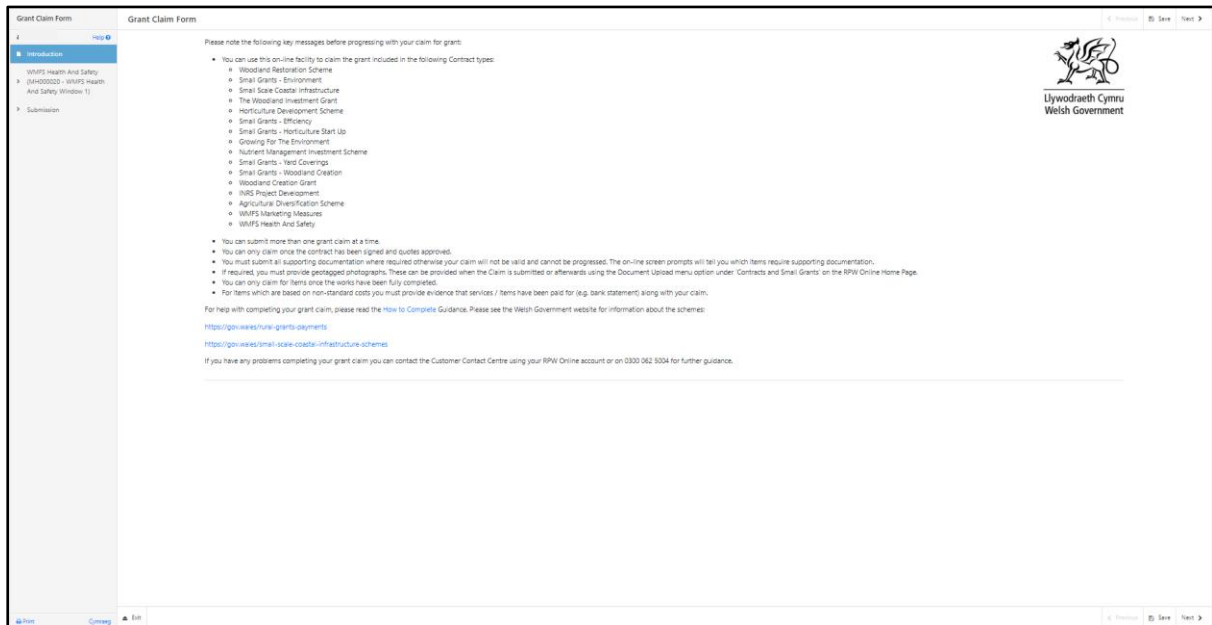 Grant Claim Form
Grant Claim Form
Previous
Save
Next
Help
Introduction
WMFS Health And Safety
(MH000020 - WMFS Health
And Safety Window 1)
Submission
Please note the following key messages before progressing with your claim for grant:
You can use this on-line facility to claim the grant included in the following Contract types:
Woodland Restoration Scheme
Small Grants - Environment
Small Scale Coastal Infrastructure
The Woodland Investment Grant
Horticulture Development Scheme
Small Grants - Efficiency
Small Grants - Horticulture Start Up
Growing For The Environment
Nutrient Management Investment Scheme
Small Grants - Yard Coverings
Small Grants - Woodland Creation
Woodland Creation Grant
INRS Project Development
Agricultural Diversification Scheme
WMFS Marketing Measures
WMFS Health And Safety
You can submit more than one grant claim at a time.
You can only claim once the contract has been signed and quotes approved.
You must submit all supporting documentation where required otherwise your claim will not be valid and cannot be progressed. The on-line screen prompts will tell you which items require supporting documentation.
If required, you must provide geotagged photographs. These can be provided when the Claim is submitted or afterwards using the Document Upload menu option under 'Contracts and Small Grants' on the RPW Online Home Page.
You can only claim for items once the works have been fully completed.
For items which are based on non-standard costs you must provide evidence that services / items have been paid for (e.g. bank statement) along with your claim.
For help with completing your grant claim, please read the How to Complete Guidance. Please see the Welsh Government website for information about the schemes:
https://gov.wales/rural-grants-payments
https://gov.wales/small-scale-coastal-infrastructure-schemes
If you have any problems completing your grant claim you can contact the Customer Contact Centre using your RPW Online account or on 0300 062 5004 for further guidance.
Llywodraeth Cymru
Welsh Government
Print
Cymraeg
Exit
Previous
Save
Next